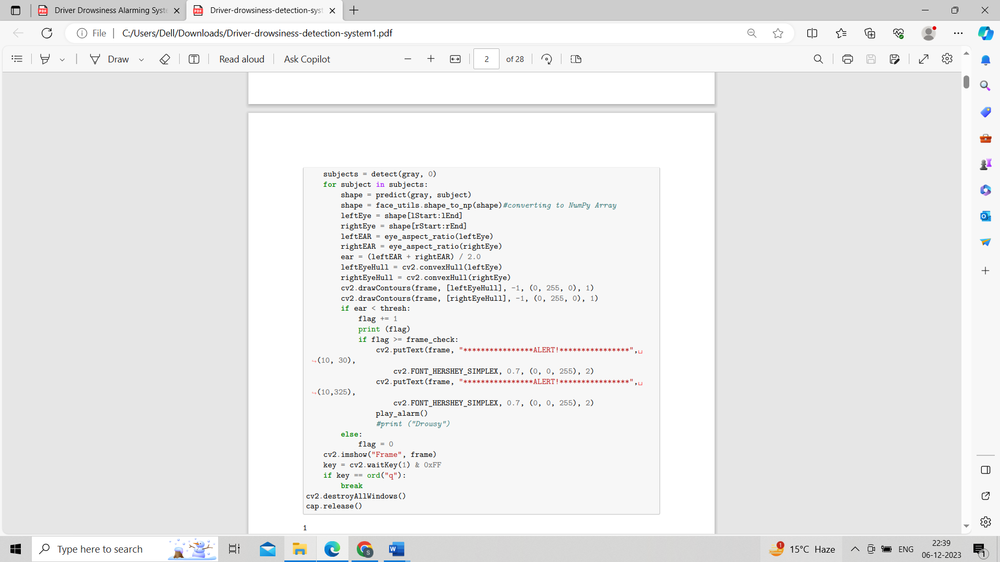 Driver Drowsiness Alarming Syste
Driver-drowsiness-detection-syst
File
C:/Users/Dell/Downloads/Driver-drowsiness-detection-system1.pdf
Draw
Read aloud
Ask Copilot
2 of 28
subjects = detect(gray, 0)
for subject in subjects:
shape = predict(gray, subject)
shape = face_utils.shape_to_np(shape)#converting to NumPy Array
leftEye = shape[lStart:lEnd]
rightEye = shape[rStart:rEnd]
leftEAR = eye_aspect_ratio(leftEye)
rightEAR = eye_aspect_ratio(rightEye)
ear = (leftEAR + rightEAR) / 2.0
leftEyeHull = cv2.convexHull(leftEye)
rightEyeHull = cv2.convexHull(rightEye)
cv2.drawContours(frame, [leftEyeHull], -1, (0, 255, 0), 1)
cv2.drawContours(frame, [rightEyeHull], -1, (0, 255, 0), 1)
if ear < thresh:
flag += 1
print (flag)
if flag >= frame_check:
cv2.putText(frame, "****************ALERT!****************",␣
↪(10, 30),
cv2.FONT_HERSHEY_SIMPLEX, 0.7, (0, 0, 255), 2)
cv2.putText(frame, "****************ALERT!****************",␣
↪(10,325),
cv2.FONT_HERSHEY_SIMPLEX, 0.7, (0, 0, 255), 2)
play_alarm()
#print ("Drowsy")
else:
flag = 0
cv2.imshow("Frame", frame)
key = cv2.waitKey(1) & 0xFF
if key == ord("q"):
break
cv2.destroyAllWindows()
cap.release()
1
Type here to search
1
15°C Haze
ENG
22:39
06-12-2023
1